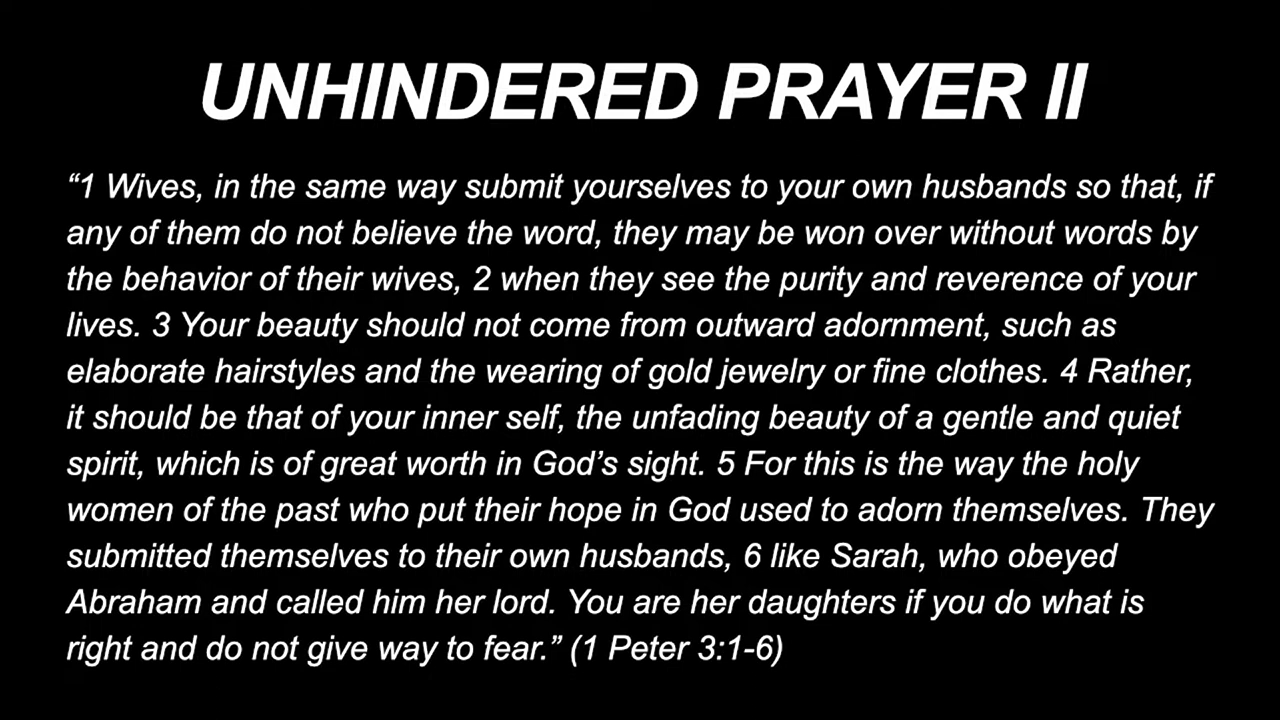 UNHINDERED PRAYER II
“1 Wives, in the same way submit yourselves to your own husbands so that, if
any of them do not believe the word, they may be won over without words by
the behavior of their wives, 2 when they see the purity and reverence of your
lives. 3 Your beauty should not come from outward adornment, such as
elaborate hairstyles and the wearing of gold jewelry or fine clothes. 4 Rather,
it should be that of your inner self, the unfading beauty of a gentle and quiet
spirit, which is of great worth in God’s sight. 5 For this is the way the holy
women of the past who put their hope in God used to adorn themselves. They
submitted themselves to their own husbands, 6 like Sarah, who obeyed
Abraham and called him her lord. You are her daughters if you do what is
right and do not give way to fear.” (1 Peter 3:1-6)